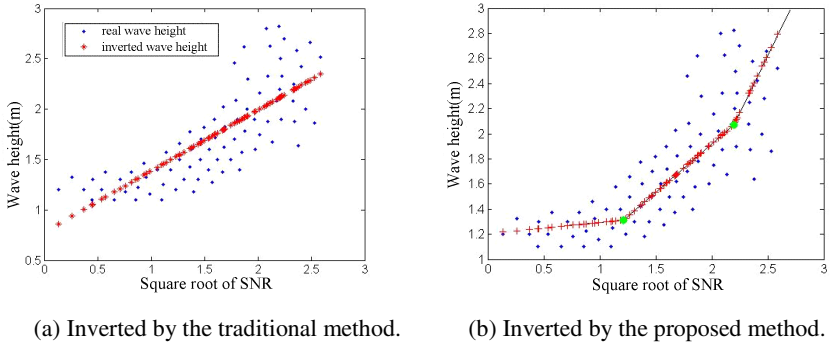 3
2.5
2
1.5
1
0.5
0 0.5 1 1.5 2 2.5 3
Wave height(m)
Square root of SNR
real wave height
inverted wave height
(a) Inverted by the traditional method.
3
2.8
2.6
2.4
2.2
2
1.8
1.6
1.4
1.2
1
0 0.5 1 1.5 2 2.5 3
Wave height(m)
Square root of SNR
(b) Inverted by the proposed method.